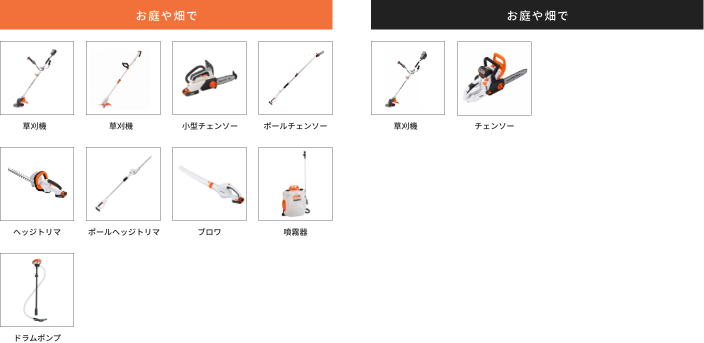 お庭や畑で
草刈機
草刈機
小型チェンソー
ポールチェンソー
ヘッジトリマ
ポールヘッジトリマ
ブロワ
噴霧器
ドラムポンプ
お庭や畑で
草刈機
チェンソー